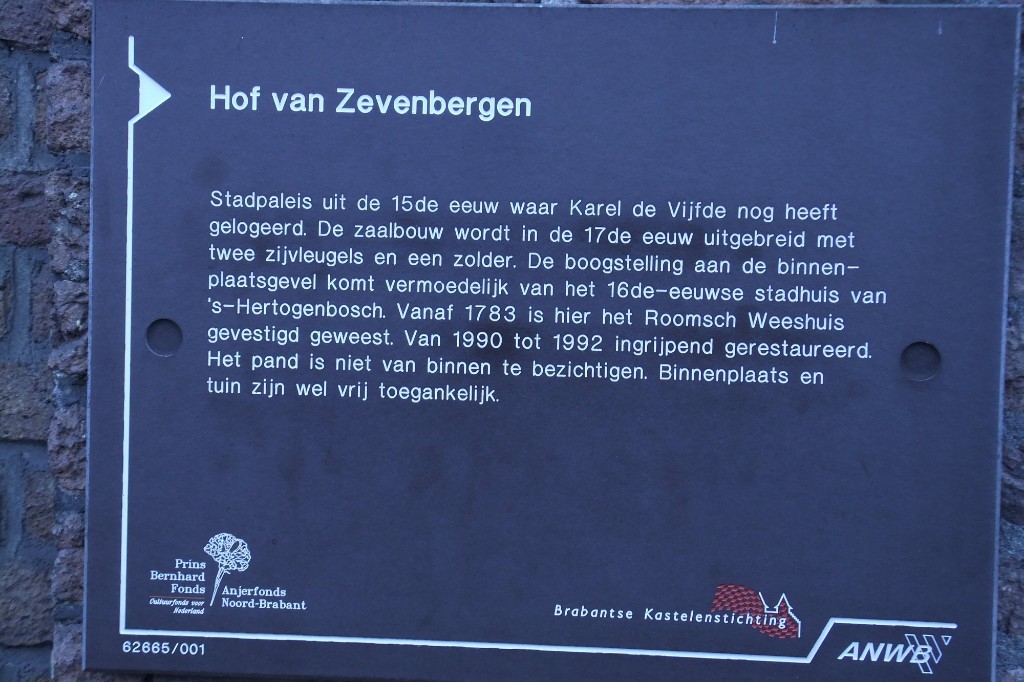 Hof van Zevenbergen
Stadpaleis uit de 15de eeuw waar Karel de Vijfde nog heeft
gelogeerd. De zaalbouw wordt in de 17de eeuw uitgebreid met
twee zijvleugels en een zolder. De boogstelling aan de binnen-
plaatsgevel komt vermoedelijk van het 16de-eeuwse stadhuis van
's-Hertogenbosch. Vanaf 1783 is hier het Roomsch Weeshuis
gevestigd geweest. Van 1990 tot 1992 ingrijpend gerestaureerd.
Het pand is niet van binnen te bezichtigen. Binnenplaats en
tuin zijn wel vrij toegankelijk.
Prins
Bernhard
Fonds
Cultuurfonds voor
Nederland
Anjerfonds
Noord-Brabant
Brabantse Kastelenstichting
62665/001
ANWB